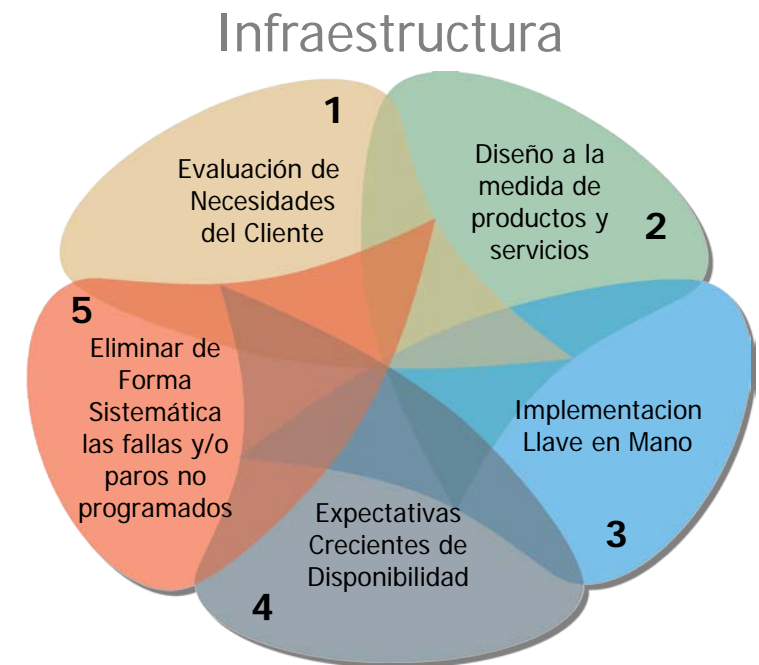 Infraestructura
1
Evaluación de
Necesidades
del Cliente
Diseño a la
medida de
productos y
servicios
2
Implementacion
Llave en Mano
3
Expectativas
Crecientes de
Disponibilidad
4
5
Eliminar de
Forma
Sistemática
las fallas y/o
paros no
programados